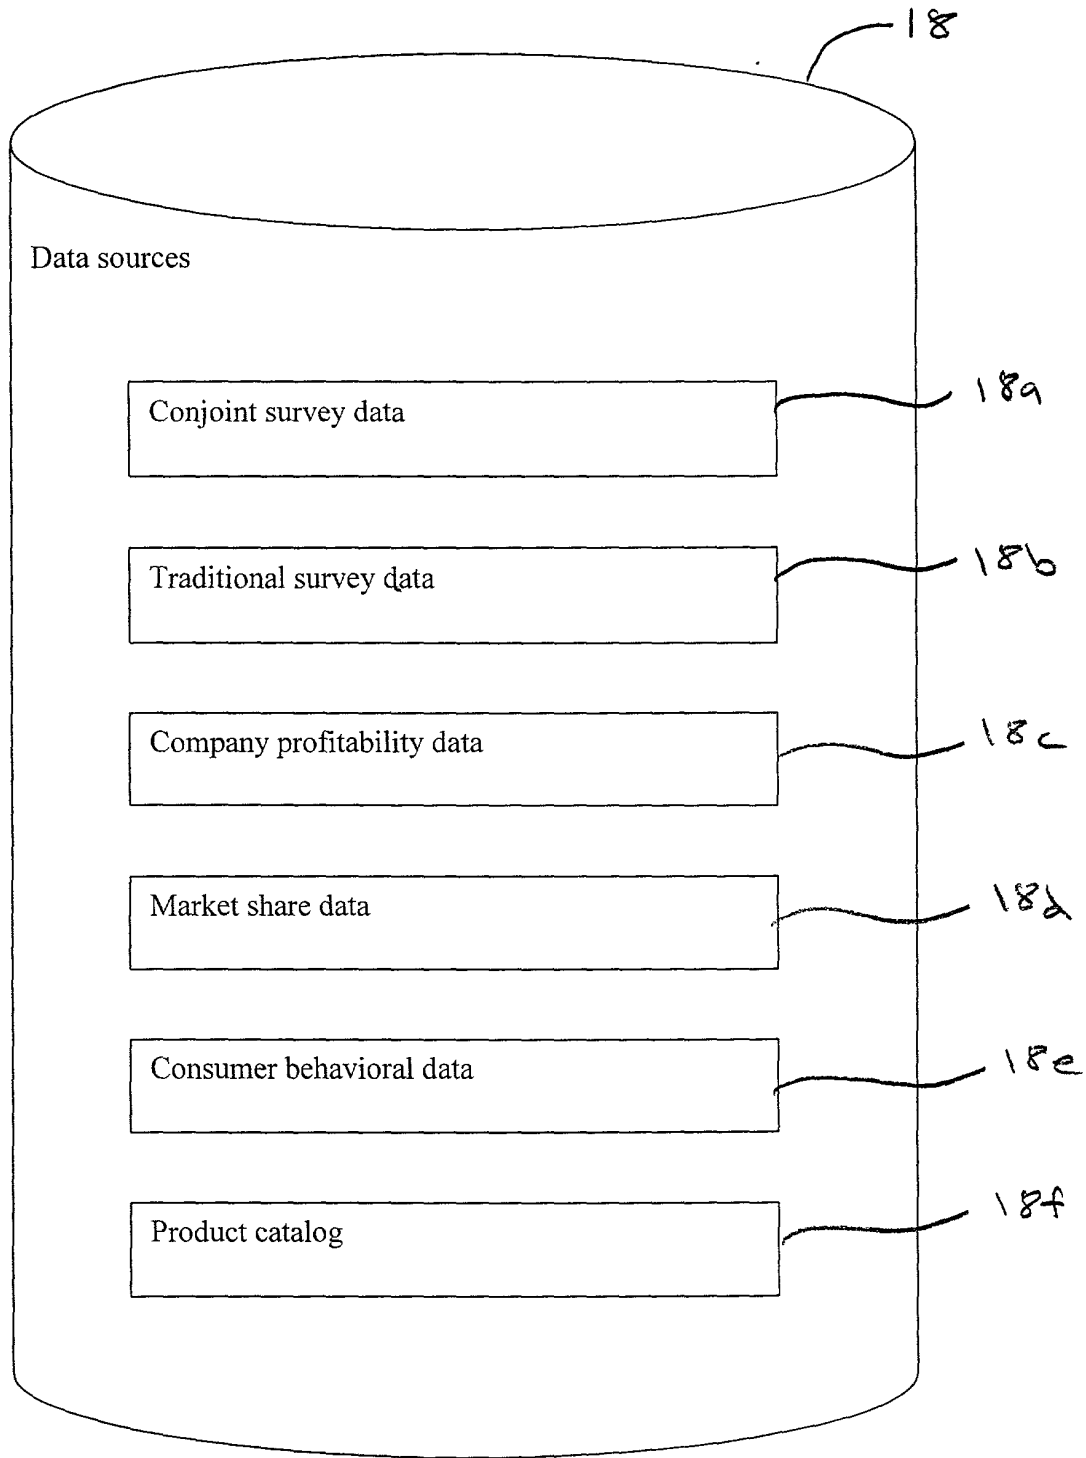 18
Data sources
Conjoint survey data
18a
Traditional survey data
18b
Company profitability data
18c
Market share data
18d
Consumer behavioral data
18e
Product catalog
18f